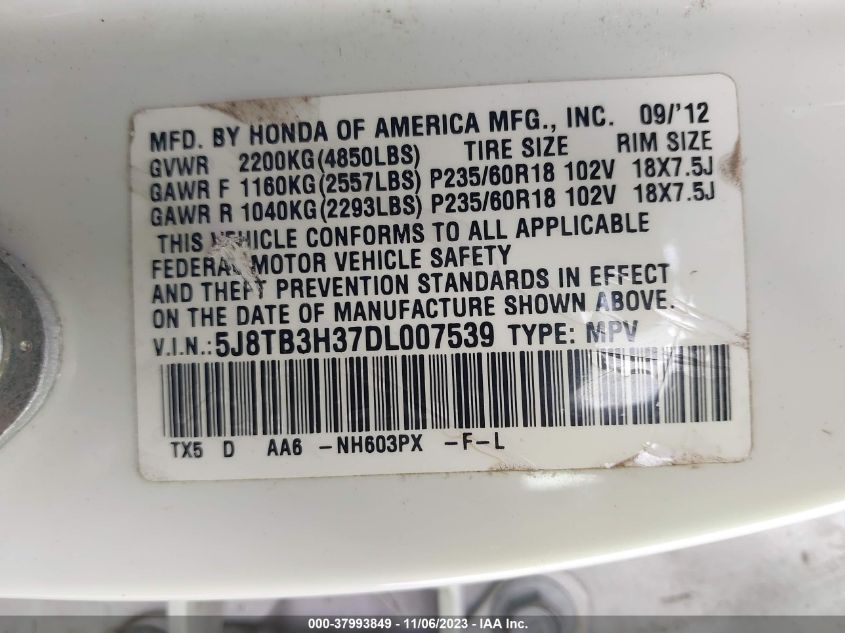 MFD. BY HONDA OF AMERICA MFG., INC. 09/'12
GVWR 2200KG(4850LBS) TIRE SIZE RIM SIZE
GAWR F 1160KG(2557LBS) P235/60R18 102V 18X7.5J
GAWR R 1040KG(2293LBS) P235/60R18 102V 18X7.5J
THIS VEHICLE CONFORMS TO ALL APPLICABLE
FEDERAL MOTOR VEHICLE SAFETY
AND THEFT PREVENTION STANDARDS IN EFFECT
ON THE DATE OF MANUFACTURE SHOWN ABOVE.
V.I.N.: 5J8TB3H37DL007539 TYPE: MPV
TX5 D AA6 -NH603PX -F-L
000-37993849 - 11/06/2023 - IAA Inc.